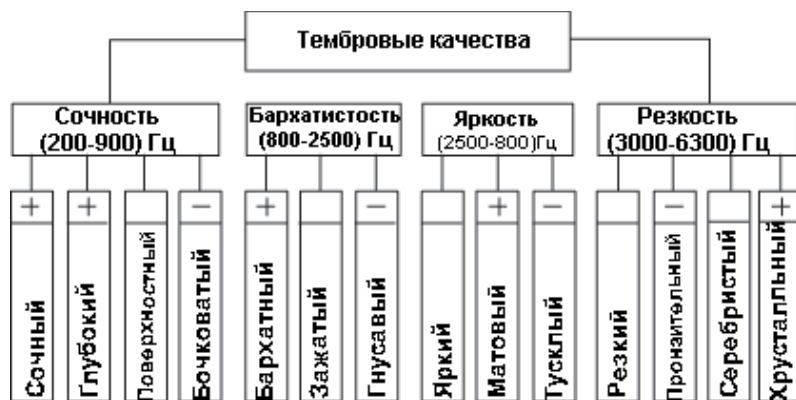 Тембровые качества
Сочность
(200-900) Гц
Бархатистость
(800-2500) Гц
Яркость
(2500-800)Гц
Резкость
(3000-6300) Гц
+
+
−
+
−
+
−
−
+
Сочный
Глубокий
Поверхностный
Бочковатый
Бархатный
Зажатый
Гнусавый
Яркий
Матовый
Тусклый
Резкий
Пронзительный
Серебристый
Хрусталльный